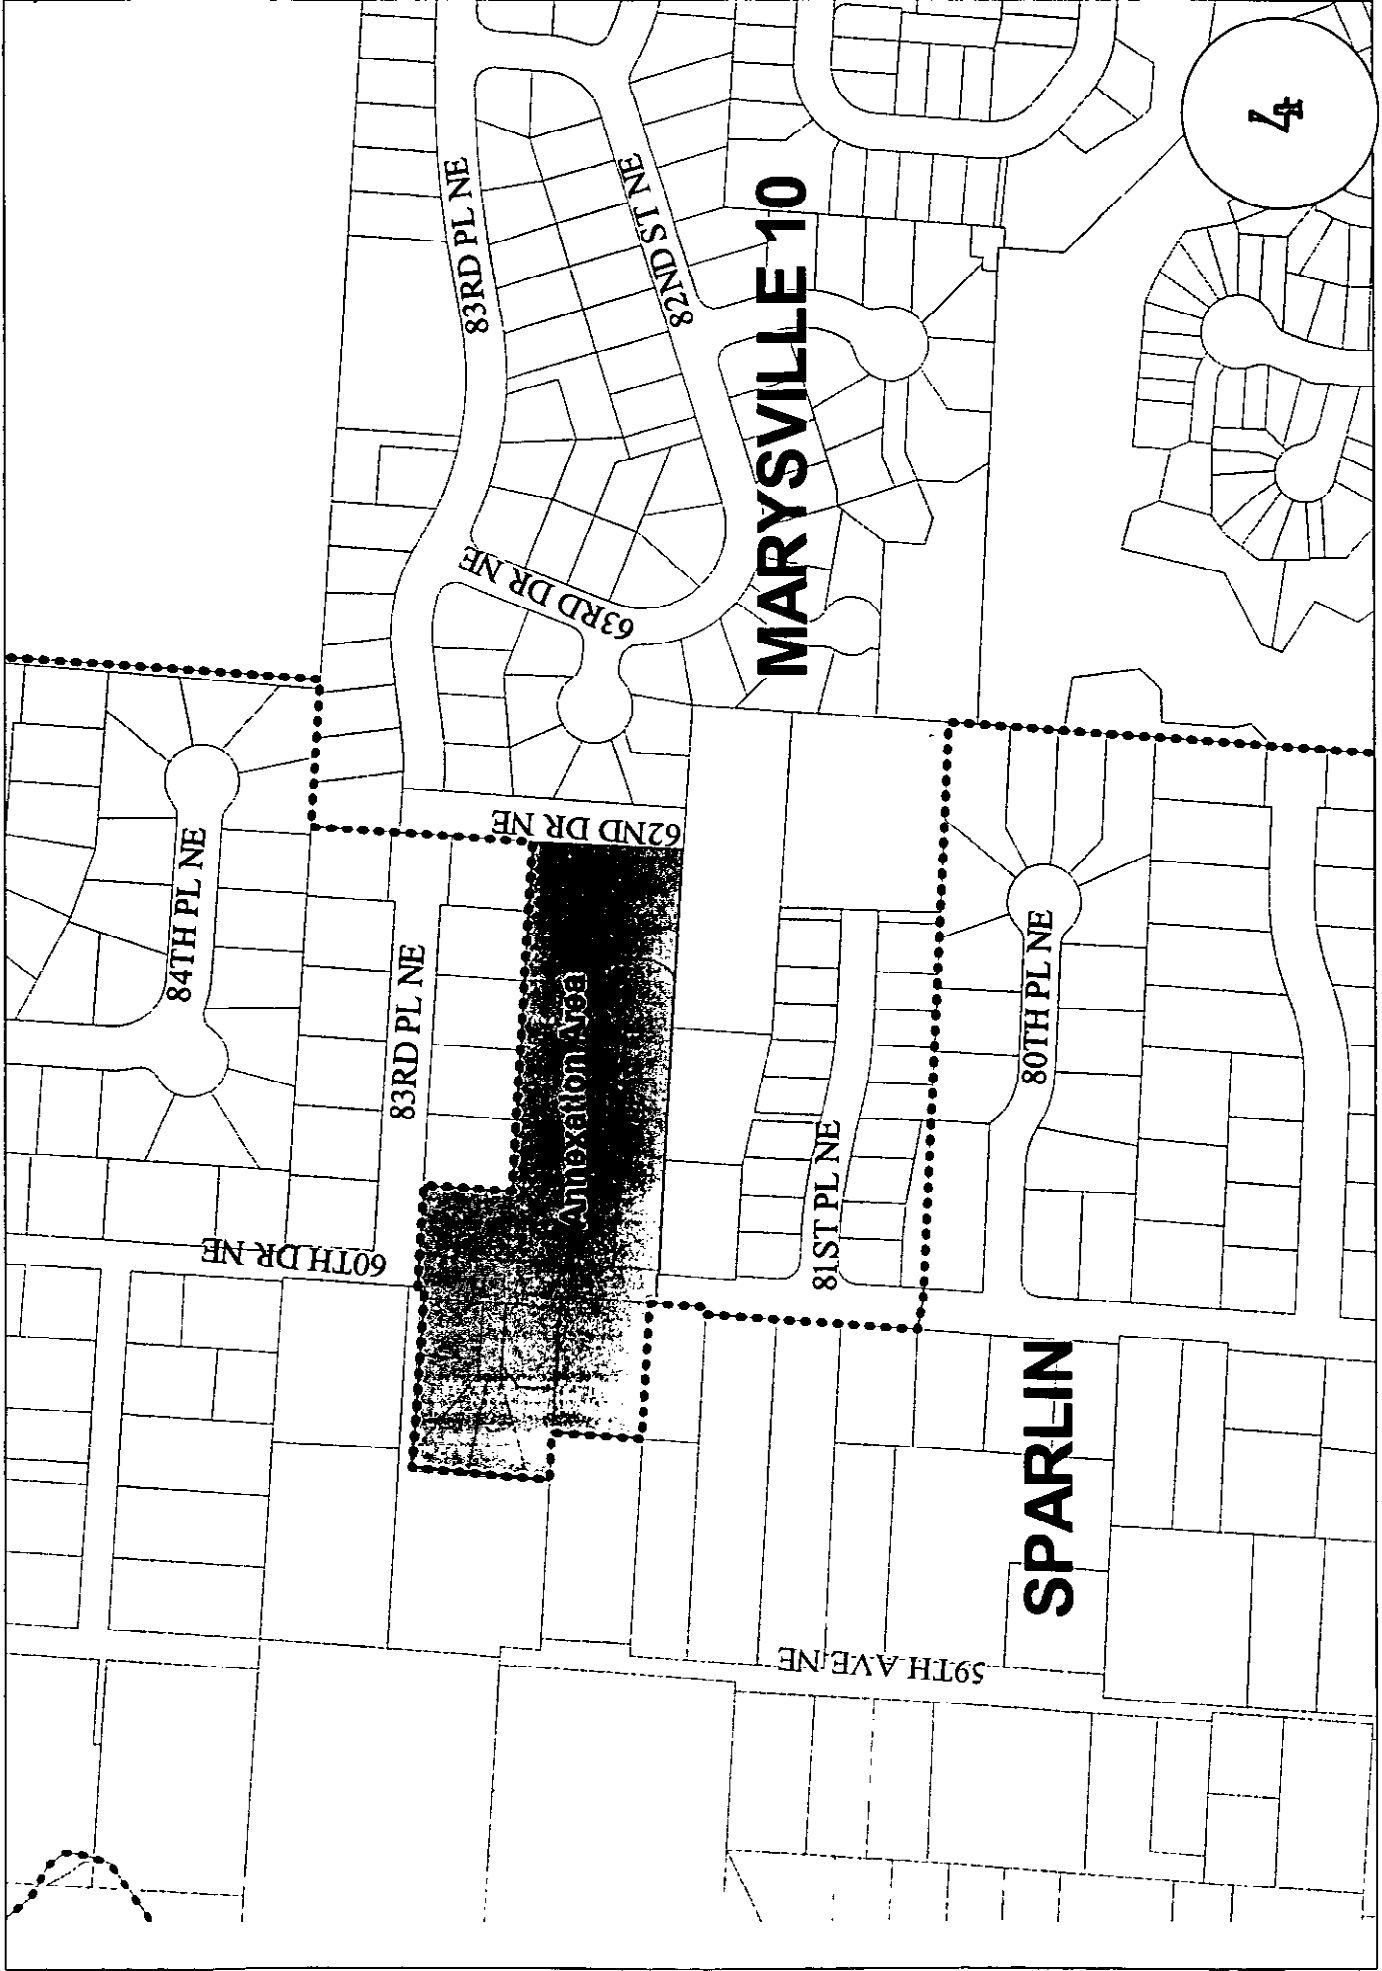 84TH PL NE
60TH DR NE
83RD PL NE
83RD PL NE
62ND DR NE
63RD DR NE
82ND ST NE
Annexation Area
MARYSVILLE 10
81ST PL NE
80TH PL NE
59TH AVE NE
SPARLIN
4